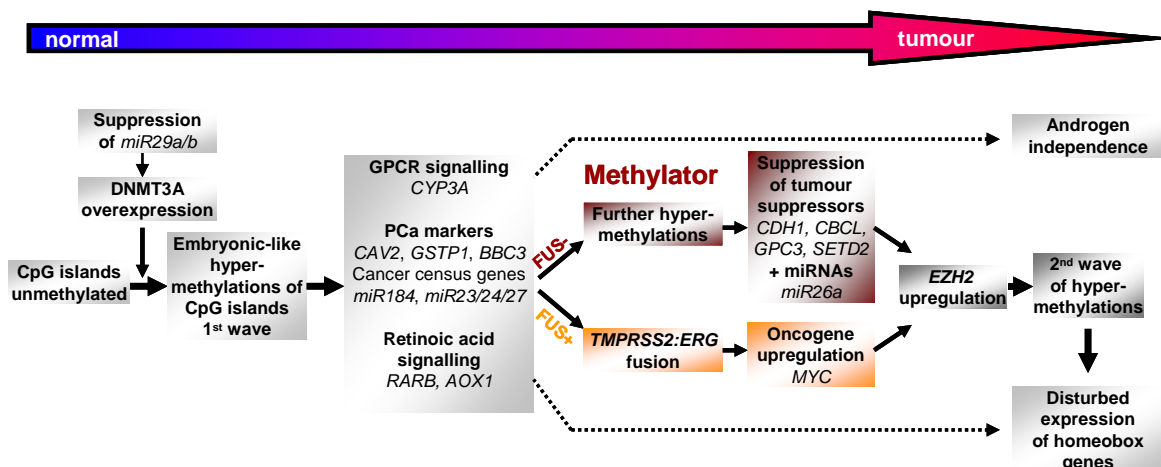 normal
tumour
Suppression
of miR29a/b
DNMT3A
overexpression
CpG islands
unmethylated
Embryonic-like
hyper-
methylations of
CpG islands
1st wave
GPCR signalling
CYP3A
PCa markers
CAV2, GSTP1, BBC3
Cancer census genes
miR184, miR23/24/27
Retinoic acid
signalling
RARB, AOX1
FUS-
FUS+
Methylator
Further hyper-
methylations
TMPRSS2:ERG
fusion
Suppression
of tumour
suppressors
CDH1, CBCL,
GPC3, SETD2
+ miRNAs
miR26a
Oncogene
upregulation
MYC
EZH2
upregulation
Androgen
independence
2nd wave
of hyper-
methylations
Disturbed
expression
of homeobox
genes